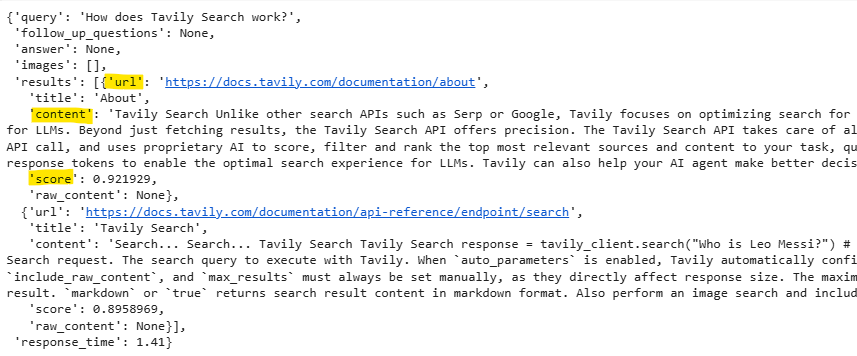 {'query': 'How does Tavily Search work?',
'follow_up_questions': None,
'answer': None,
'images': [],
'results': [{'url': 'https://docs.tavily.com/documentation/about',
'title': 'About',
'content': 'Tavily Search Unlike other search APIs such as Serp or Google, Tavily focuses on optimizing search for
for LLMs. Beyond just fetching results, the Tavily Search API offers precision. The Tavily Search API takes care of al
API call, and uses proprietary AI to score, filter and rank the top most relevant sources and content to your task, qu
response tokens to enable the optimal search experience for LLMs. Tavily can also help your AI agent make better decis
'score': 0.921929,
'raw_content': None},
{'url': 'https://docs.tavily.com/documentation/api-reference/endpoint/search',
'title': 'Tavily Search',
'content': 'Search... Search... Tavily Search Tavily Search response = tavily_client.search("Who is Leo Messi?") #
Search request. The search query to execute with Tavily. When `auto_parameters` is enabled, Tavily automatically confi
`include_raw_content`, and `max_results` must always be set manually, as they directly affect response size. The maxim
result. `markdown` or `true` returns search result content in markdown format. Also perform an image search and includ
'score': 0.8958969,
'raw_content': None}],
'response_time': 1.41}